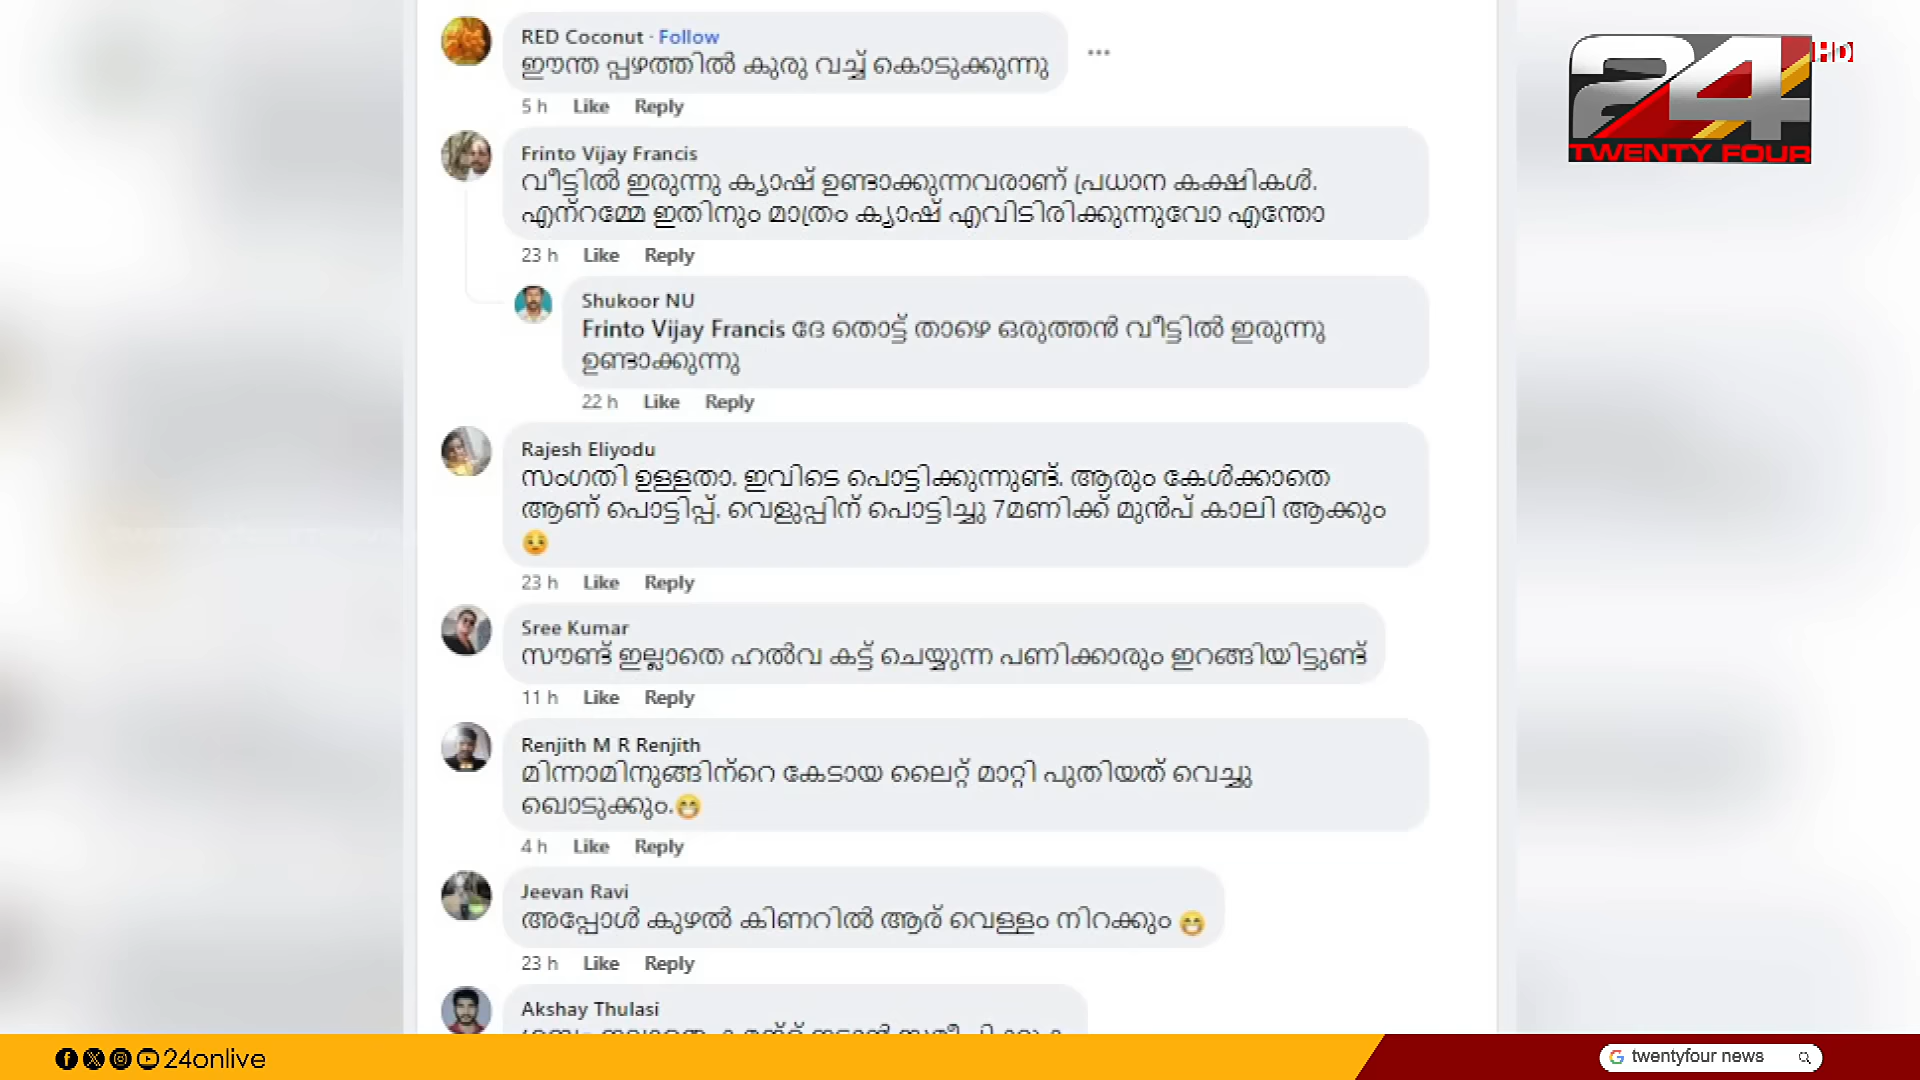 RED Coconut · Follow
ഈന്ത പ്പഴത്തിൽ കുരു വച്ച് കൊടുക്കുന്നു
5 h Like Reply
Frinto Vijay Francis
വീട്ടിൽ ഇരുന്നു ക്യാഷ് ഉണ്ടാക്കുന്നവരാണ് പ്രധാന കക്ഷികൾ.
എന്റമ്മേ ഇതിനും മാത്രം ക്യാഷ് എവിടിരിക്കുന്നുവോ എന്തോ
23 h Like Reply
Shukoor NU
Frinto Vijay Francis ദേ തൊട്ട് താഴെ ഒരുത്തൻ വീട്ടിൽ ഇരുന്നു
ഉണ്ടാക്കുന്നു
22 h Like Reply
Rajesh Eliyodu
സംഗതി ഉള്ളതാ. ഇവിടെ പൊട്ടിക്കുന്നുണ്ട്. ആരും കേൾക്കാതെ
ആണ് പൊട്ടിപ്പ്. വെളുപ്പിന് പൊട്ടിച്ചു 7മണിക്ക് മുൻപ് കാലി ആക്കും
23 h Like Reply
Sree Kumar
സൗണ്ട് ഇല്ലാതെ ഹൽവ കട്ട് ചെയ്യുന്ന പണിക്കാരും ഇറങ്ങിയിട്ടുണ്ട്
11 h Like Reply
Renjith M R Renjith
മിന്നാമിനുങ്ങിന്റെ കേടായ ലൈറ്റ് മാറ്റി പുതിയത് വെച്ചു
ഖൊടുക്കും.😁
4 h Like Reply
Jeevan Ravi
അപ്പോൾ കുഴൽ കിണറിൽ ആര് വെള്ളം നിറക്കും 😁
23 h Like Reply
Akshay Thulasi
24 HD
TWENTY FOUR
24onlive
twentyfour news